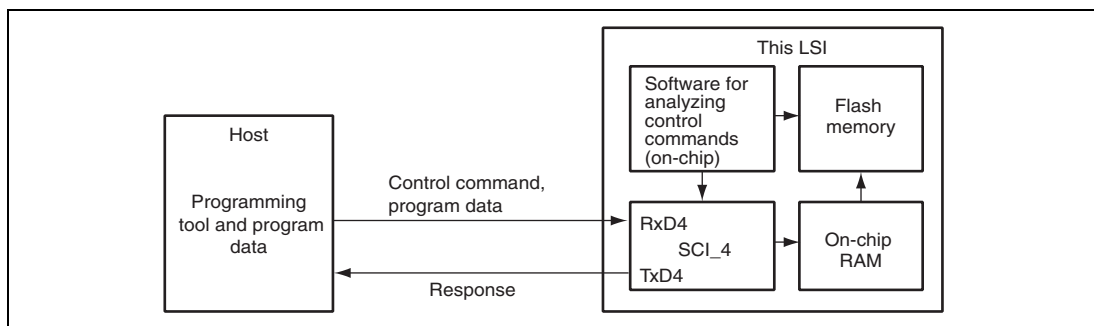 This LSI
Host
Programming
tool and program
data
Control command,
program data
Response
Software for
analyzing
control
commands
(on-chip)
Flash
memory
RxD4
SCI_4
TxD4
On-chip
RAM